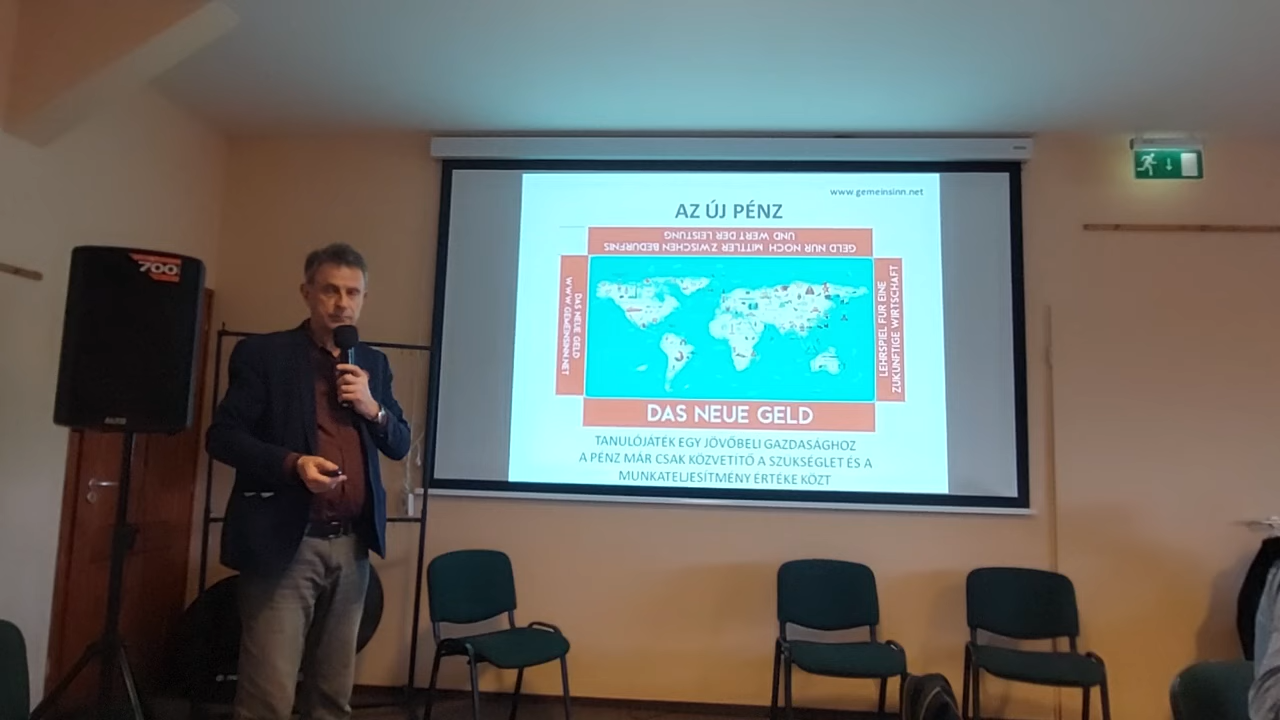 www.gemeinsinn.net
AZ ÚJ PÉNZ
GELD NUR NOCH MITTLER ZWISCHEN BEDÜRFNIS
UND WERT DER LEISTUNG
DAS NEUE GELD
WWW.GEMEINSINN.NET
LEHRSPIEL FÜR EINE
ZUKÜNFTIGE WIRTSCHAFT
DAS NEUE GELD
TANULÓJÁTÉK EGY JÖVŐBELI GAZDASÁGHOZ
A PÉNZ MÁR CSAK KÖZVETÍTŐ A SZÜKSÉGLET ÉS A
MUNKATELJESÍTMÉNY ÉRTÉKE KÖZT
700